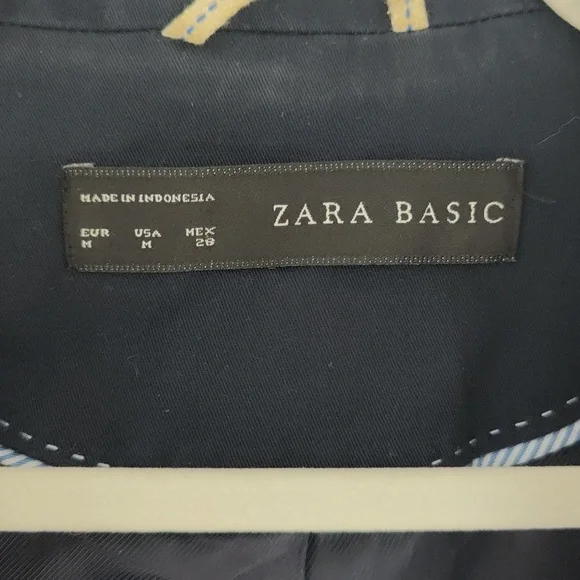 MADE IN INDONESIA
ZARA BASIC
EUR USA MEX
M M 28